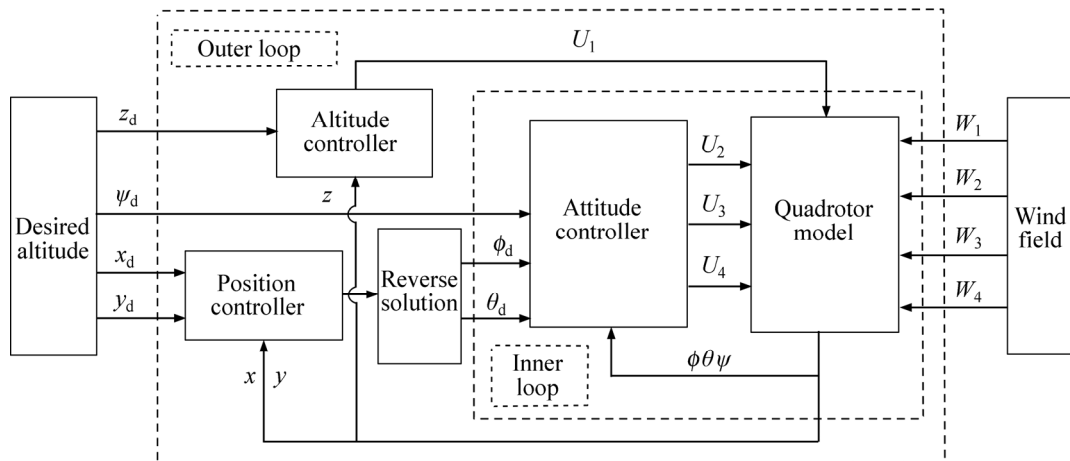 Outer loop
U1
zd
Altitude
controller
W1
U2
W2
ψd
z
Desired
altitude
Attitude
controller
U3
Quadrotor
model
Wind
field
xd
Position
controller
Reverse
solution
ϕd
W3
U4
yd
θd
W4
x y
Inner
loop
ϕθψ